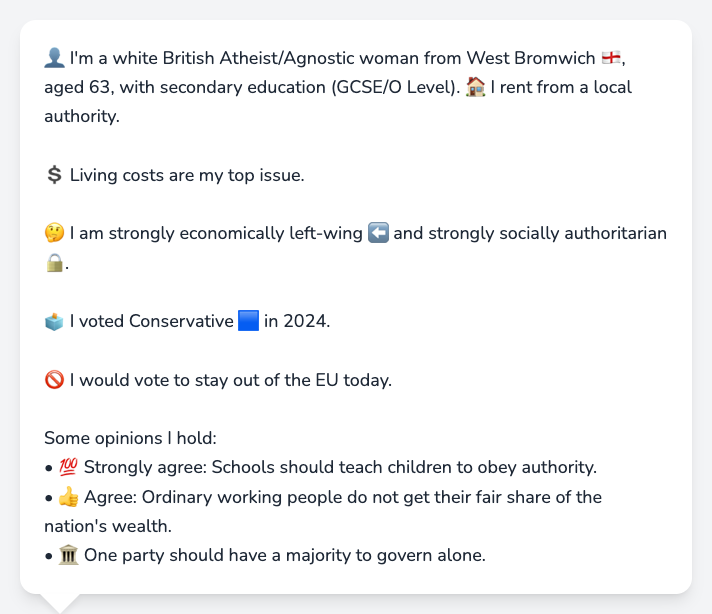 👤 I'm a white British Atheist/Agnostic woman from West Bromwich 🏴󠁧󠁢󠁥󠁮󠁧󠁿,
aged 63, with secondary education (GCSE/O Level). 🏠 I rent from a local
authority.
💲 Living costs are my top issue.
🤔 I am strongly economically left-wing ⬅️ and strongly socially authoritarian
🔒.
🗳️ I voted Conservative 🟦 in 2024.
🚫 I would vote to stay out of the EU today.
Some opinions I hold:
• 💯 Strongly agree: Schools should teach children to obey authority.
• 👍 Agree: Ordinary working people do not get their fair share of the
nation's wealth.
• 🏛️ One party should have a majority to govern alone.